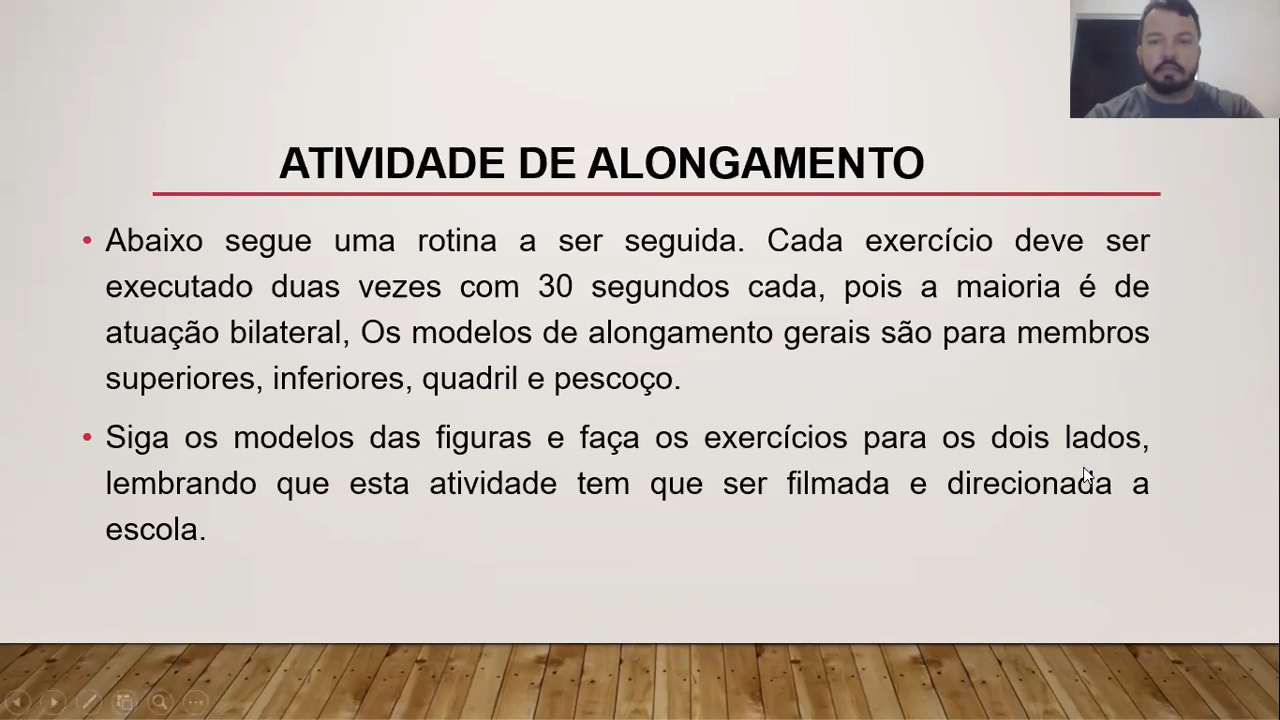 ATIVIDADE DE ALONGAMENTO
• Abaixo segue uma rotina a ser seguida. Cada exercício deve ser
executado duas vezes com 30 segundos cada, pois a maioria é de
atuação bilateral, Os modelos de alongamento gerais são para membros
superiores, inferiores, quadril e pescoço.
• Siga os modelos das figuras e faça os exercícios para os dois lados,
lembrando que esta atividade tem que ser filmada e direcionada a
escola.